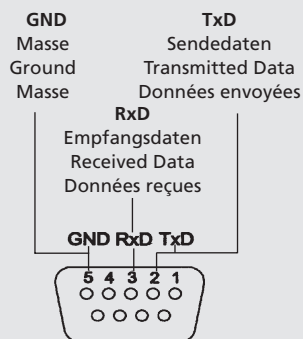 GND
Masse
Ground
Masse
TxD
Sendedaten
Transmitted Data
Données envoyées
RxD
Empfangsdaten
Received Data
Données reçues
GND RxD TxD
5 4 3 2 1